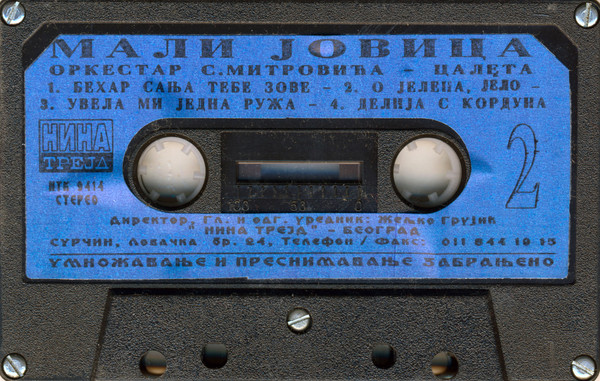 МАЛИ ЈОВИЦА
ОРКЕСТАР С.МИТРОВИЋА – ЦАЛЕТА
1. БЕХАР САЊА ТЕБЕ ЗОВЕ – 2. О ЈЕЛЕНА, ЈЕЛО –
3. УВЕЛА МИ ЈЕДНА РУЖА – 4. ДЕЛИЈА С КОРДУНА
НИНА
ТРЕЈД
НТК 9414
СТЕРЕО
2
Директор, Гл. и одг. уредник: Жељко Грујић
"НИНА ТРЕЈД" – БЕОГРАД
СУРЧИН, Ловачка бр. 24, Телефон / Факс: 011 844 19 15
УМНОЖАВАЊЕ И ПРЕСНИМАВАЊЕ ЗАБРАЊЕНО